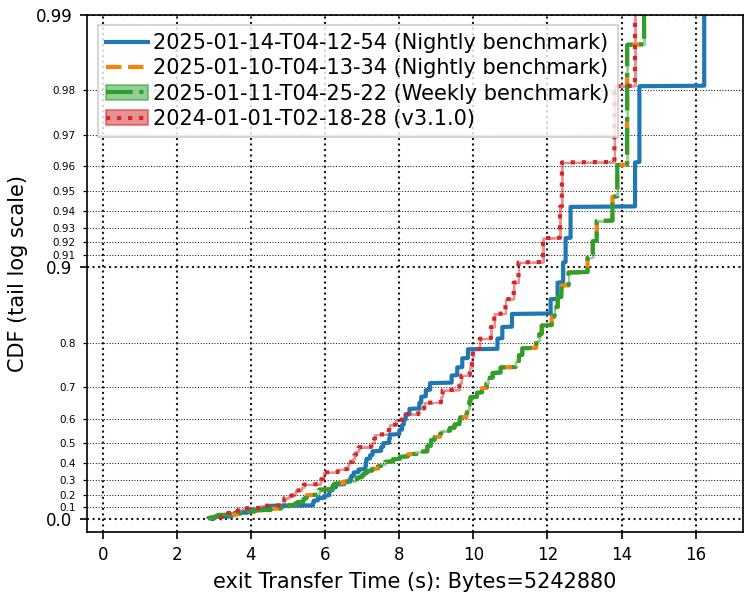 0.99
2025-01-14-T04-12-54 (Nightly benchmark)
2025-01-10-T04-13-34 (Nightly benchmark)
2025-01-11-T04-25-22 (Weekly benchmark)
2024-01-01-T02-18-28 (v3.1.0)
0.98
0.97
0.96
0.95
0.94
0.93
0.92
0.91
0.9
0.8
0.7
0.6
0.5
0.4
0.3
0.2
0.1
0.0
CDF (tail log scale)
0 2 4 6 8 10 12 14 16
exit Transfer Time (s): Bytes=5242880